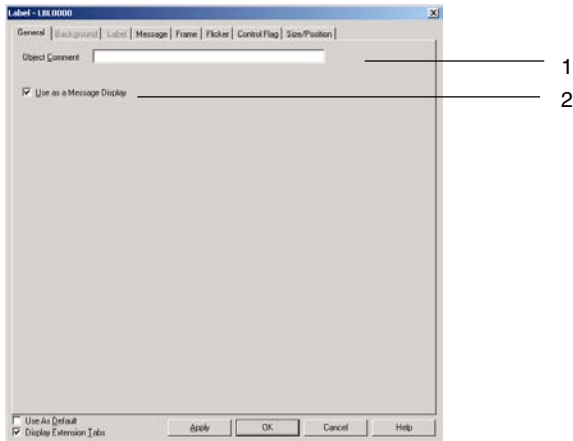 Label - LBL0000
General Background Label Message Frame Flicker Control Flag Size/Position
Object Comment 1
Use as a Message Display 2
Use As Default
Display Extension Tabs Apply OK Cancel Help